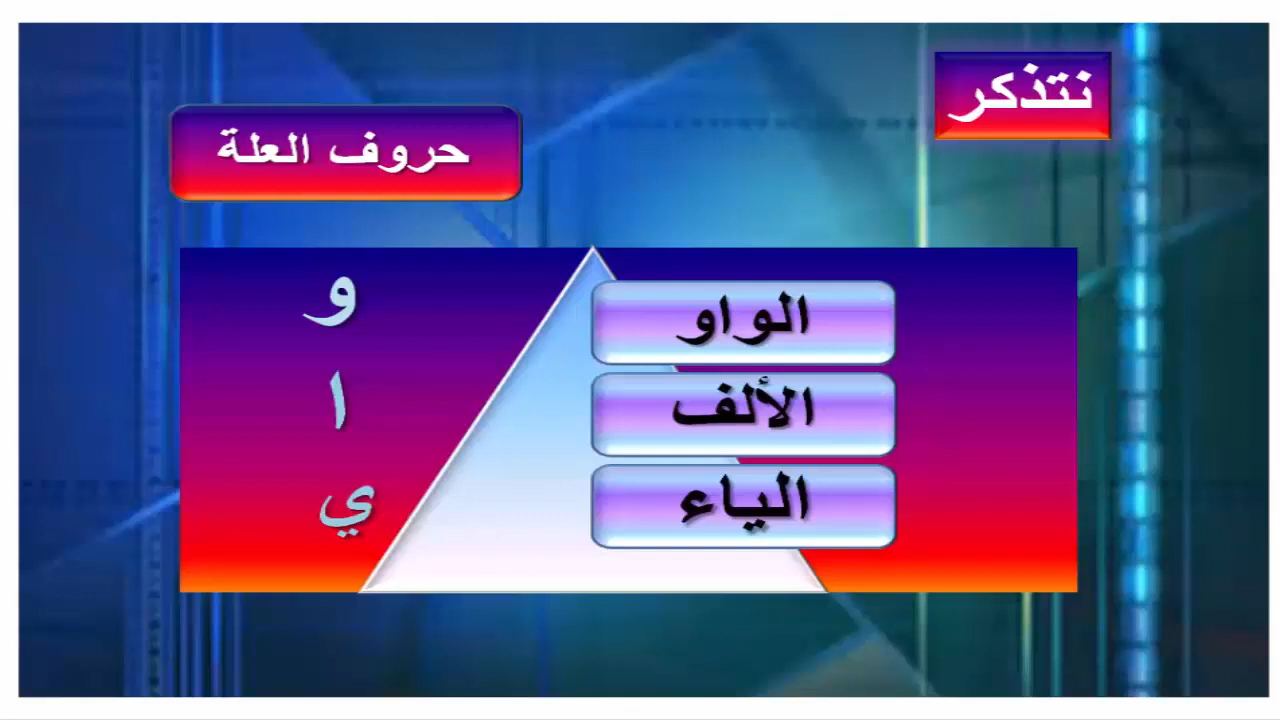 نتذكر
حروف العلة
الواو
و
الألف
ا
الياء
ي